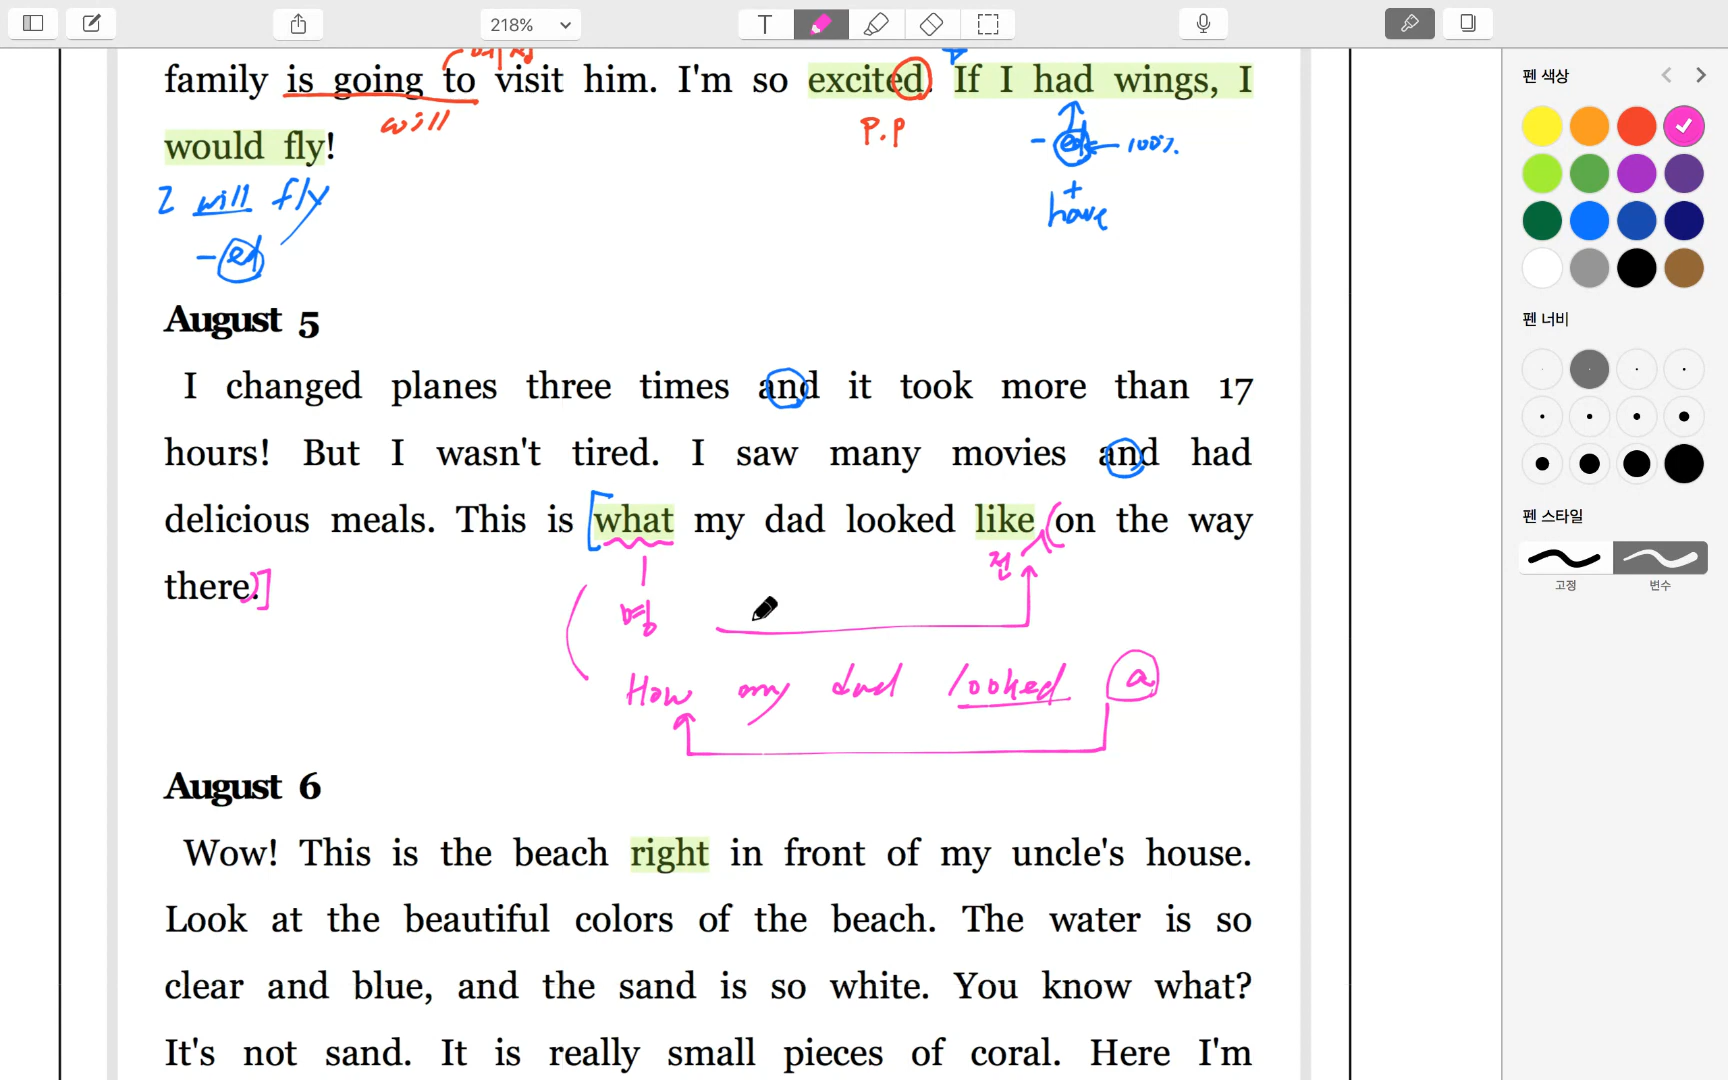 218%
T
펜 색상
family is going to visit him. I'm so excited. If I had wings, I
will
P.P
-ed
100%
+
have
would fly!
I will fly
-ed
펜 너비
August 5
I changed planes three times and it took more than 17
hours! But I wasn't tired. I saw many movies and had
delicious meals. This is [what my dad looked like (on the way
there.)]
전
명
How my dad looked a
펜 스타일
고정
변수
August 6
Wow! This is the beach right in front of my uncle's house.
Look at the beautiful colors of the beach. The water is so
clear and blue, and the sand is so white. You know what?
It's not sand. It is really small pieces of coral. Here I'm